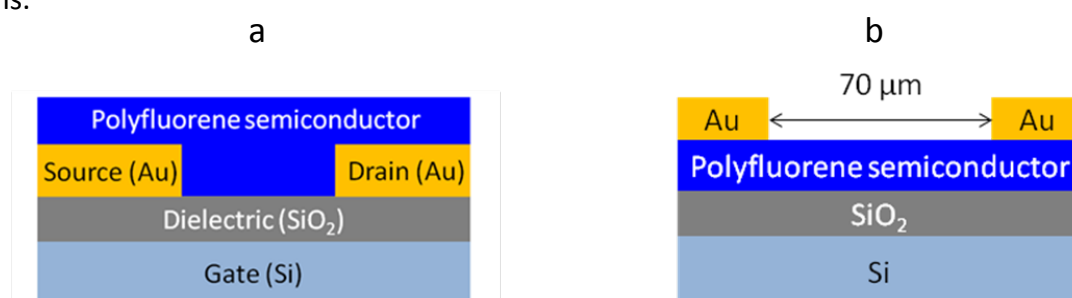 is.
a
b
70 µm
Polyfluorene semiconductor
Source (Au)
Drain (Au)
Dielectric (SiO₂)
Gate (Si)
Au
Au
Polyfluorene semiconductor
SiO₂
Si